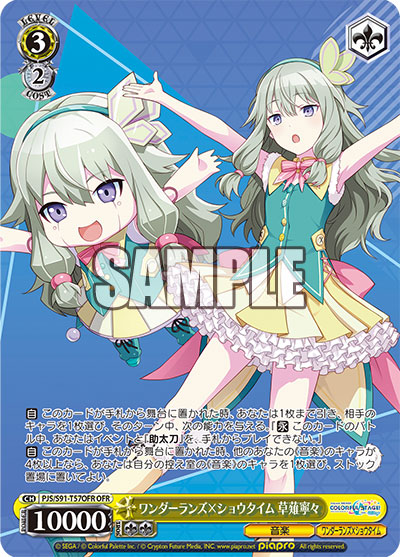 LEVEL
3
2
COST
SAMPLE
自 このカードが手札から舞台に置かれた時、あなたは1枚まで引き、相手の
キャラを1枚選び、そのターン中、次の能力を与える。『永 このカードのバ
トル中、あなたはイベントと『助太刀』を手札からプレイできない。』
自 このカードが手札から舞台に置かれた時、他のあなたの《音楽》のキャラが
4枚以上なら、あなたは自分の控え室の《音楽》のキャラを1枚選び、ストック
置場に置いてよい。
CH PJS/S91-T57OFR OFR
ワンダーランズ×ショウタイム 草薙寧々
POWER
10000
SOUL
音楽
ワンダーランズ×ショウタイム
© SEGA / © Colorful Palette Inc. / © Crypton Future Media, INC. www.piapro.net piapro All rights reserved.